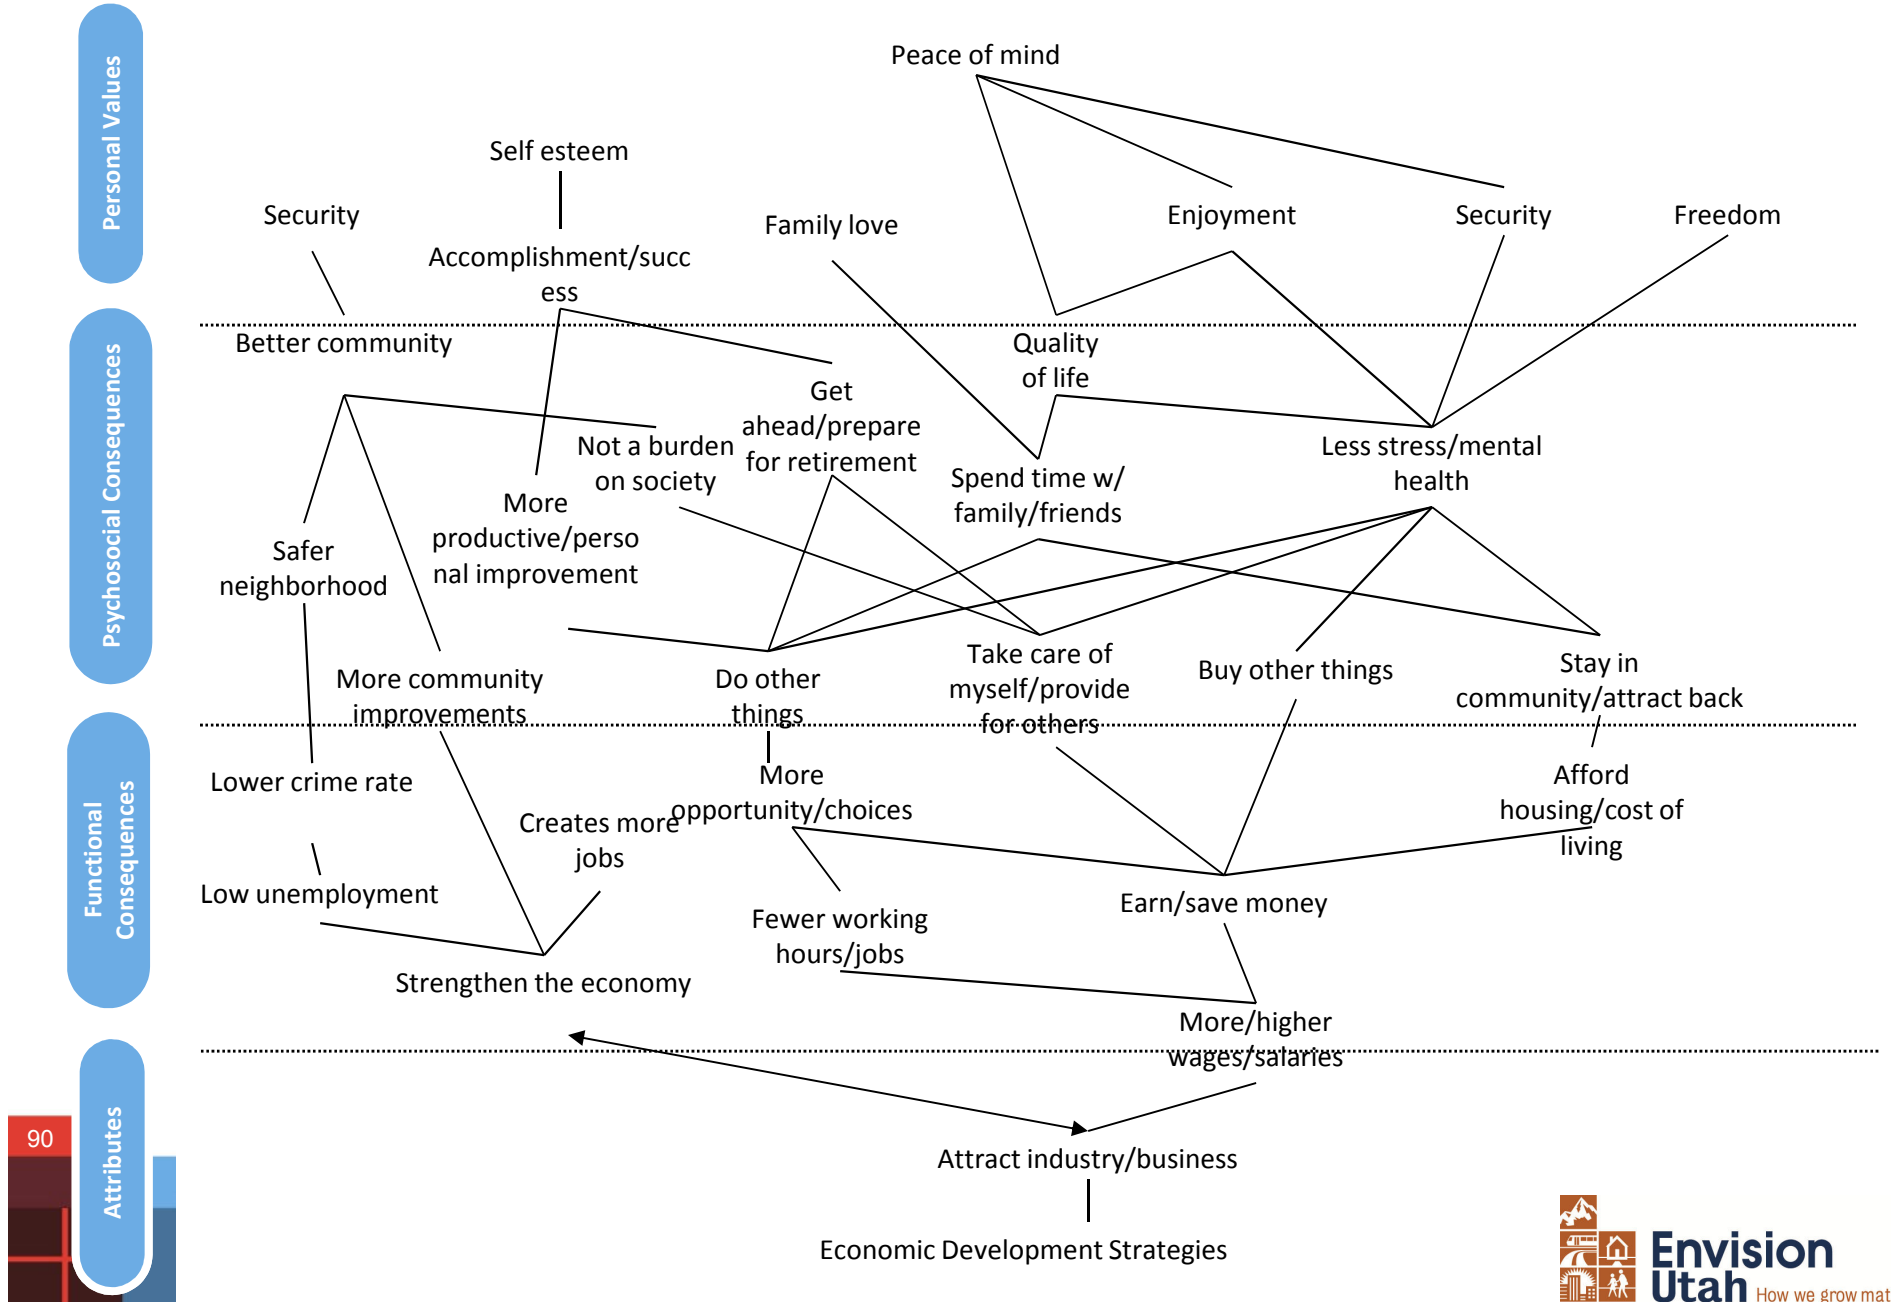 Personal Values
Peace of mind
Self esteem
Security
Family love
Enjoyment
Security
Freedom
Accomplishment/succ
ess
Psychosocial Consequences
Better community
Quality
of life
Get
ahead/prepare
for retirement
Not a burden
on society
Less stress/mental
health
Spend time w/
family/friends
More
productive/perso
nal improvement
Safer
neighborhood
More community
improvements
Do other
things
Take care of
myself/provide
for others
Buy other things
Stay in
community/attract back
Functional
Consequences
Lower crime rate
More
opportunity/choices
Afford
housing/cost of
living
Creates more
jobs
Low unemployment
Fewer working
hours/jobs
Earn/save money
Strengthen the economy
More/higher
wages/salaries
Attributes
90
Attract industry/business
Economic Development Strategies
Envision
Utah How we grow mat